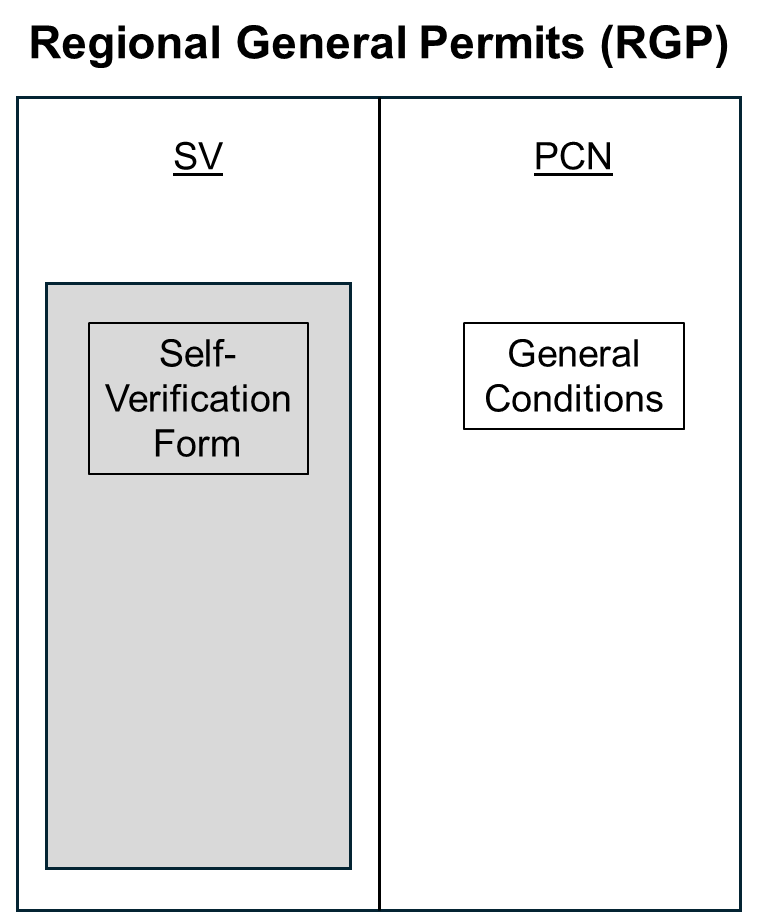 Regional General Permits (RGP)
SV
PCN
Self-
Verification
Form
General
Conditions